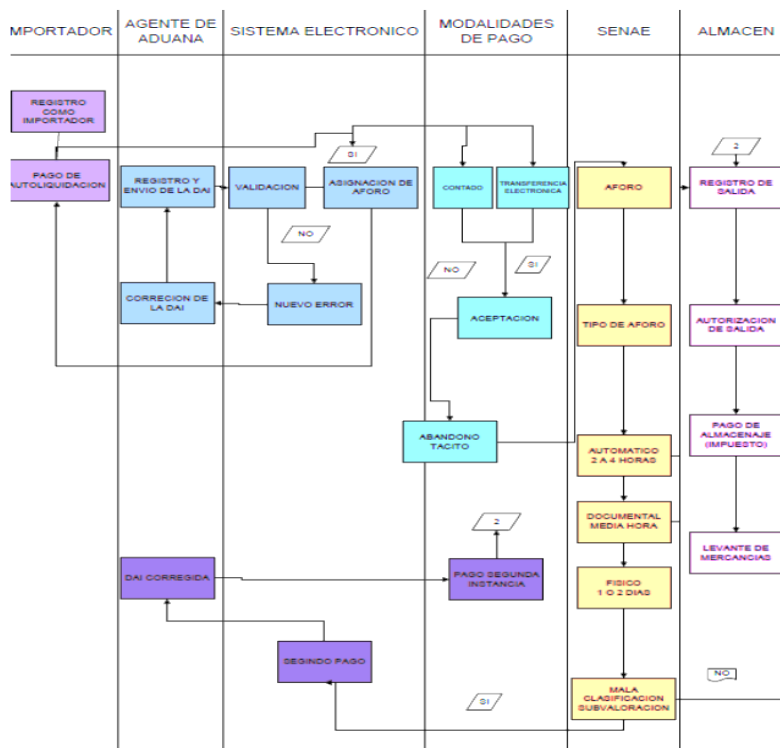 MPORTADOR
AGENTE DE
ADUANA
SISTEMA ELECTRONICO
MODALIDADES
DE PAGO
SENAE
ALMACEN
REGISTRO
COMO
IMPORTADOR
SI
2
PAGO DE
AUTOLIQUIDACION
REGISTRO Y
ENVIO DE LA DAI
VALIDACION
ASIGNACION DE
AFORO
CONTADO
TRANSFERENCIA
ELECTRONICA
AFORO
REGISTRO DE
SALIDA
NO
NO
SI
CORRECION DE
LA DAI
NUEVO ERROR
ACEPTACION
TIPO DE AFORO
AUTORIZACION
DE SALIDA
ABANDONO
TACITO
AUTOMATICO
2 A 4 HORAS
PAGO DE
ALMACENAJE
(IMPUESTO)
2
DOCUMENTAL
MEDIA HORA
LEVANTE DE
MERCANCIAS
DAI CORREGIDA
PAGO SEGUNDA
INSTANCIA
FISICO
1 O 2 DIAS
SEGINDO PAGO
NO
SI
MALA
CLASIFICACION
SUBVALORACION